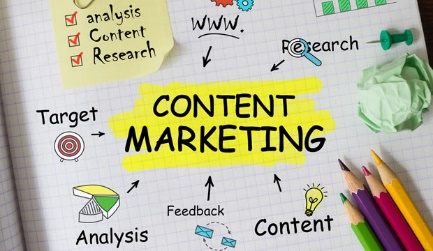 analysis
Content
Research
www.
Research
Target
CONTENT
MARKETING
Analysis
Feedback
Content